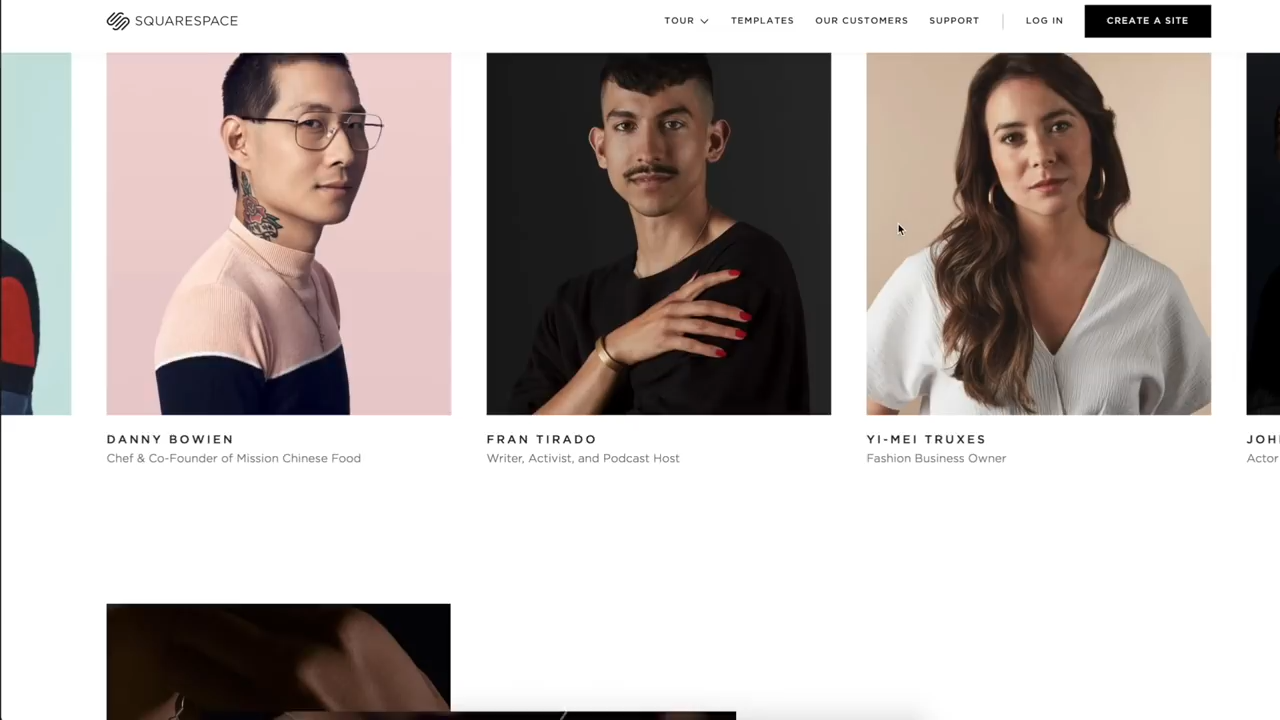 SQUARESPACE
TOUR TEMPLATES OUR CUSTOMERS SUPPORT LOG IN CREATE A SITE
DANNY BOWIEN
Chef & Co-Founder of Mission Chinese Food
FRAN TIRADO
Writer, Activist, and Podcast Host
YI-MEI TRUXES
Fashion Business Owner
Actor